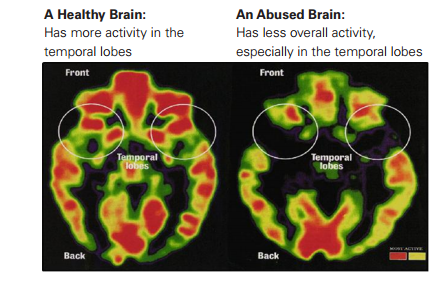 A Healthy Brain:
Has more activity in the
temporal lobes
An Abused Brain:
Has less overall activity,
especially in the temporal lobes
Front
Temporal
lobes
Back
Front
Temporal
lobes
Back
MOST ACTIVE